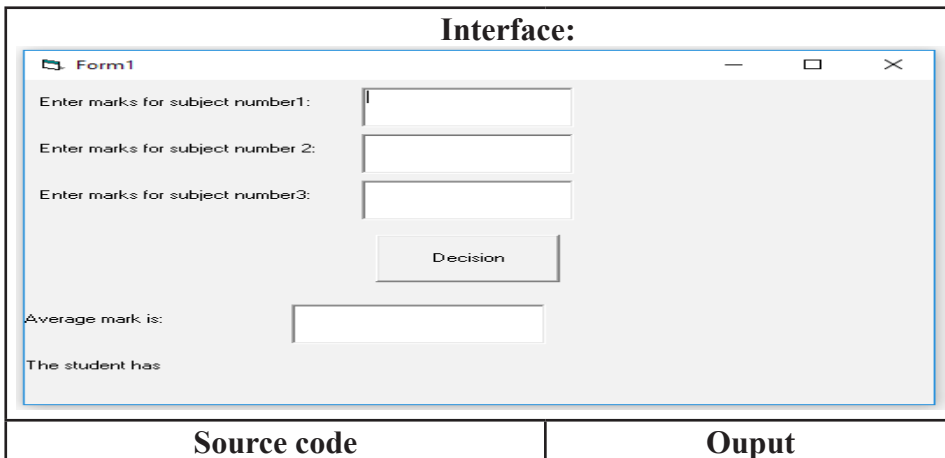 Interface:
Form1
Enter marks for subject number1:
Enter marks for subject number 2:
Enter marks for subject number3:
Decision
Average mark is:
The student has
Source code Ouput